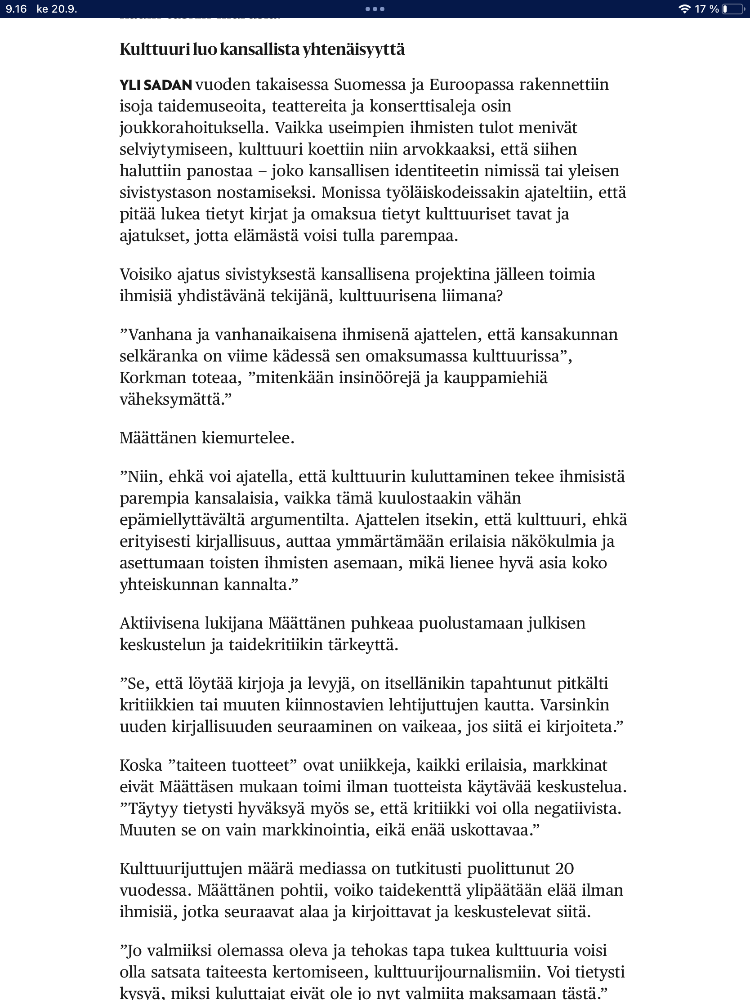 9.16 ke 20.9.
17 %
Kulttuuri luo kansallista yhtenäisyyttä
YLI SADAN vuoden takaisessa Suomessa ja Euroopassa rakennettiin
isoja taidemuseoita, teattereita ja konserttisaleja osin
joukkorahoituksella. Vaikka useimpien ihmisten tulot menivät
selviytymiseen, kulttuuri koettiin niin arvokkaaksi, että siihen
haluttiin panostaa – joko kansallisen identiteetin nimissä tai yleisen
sivistystason nostamiseksi. Monissa työläiskodeissakin ajateltiin, että
pitää lukea tietyt kirjat ja omaksua tietyt kulttuuriset tavat ja
ajatukset, jotta elämästä voisi tulla parempaa.
Voisiko ajatus sivistyksestä kansallisena projektina jälleen toimia
ihmisiä yhdistävänä tekijänä, kulttuurisena liimana?
”Vanhana ja vanhanaikaisena ihmisenä ajattelen, että kansakunnan
selkäranka on viime kädessä sen omaksumassa kulttuurissa”,
Korkman toteaa, ”mitenkään insinöörejä ja kauppamiehiä
väheksymättä.”
Määttänen kiemurtelee.
”Niin, ehkä voi ajatella, että kulttuurin kuluttaminen tekee ihmisistä
parempia kansalaisia, vaikka tämä kuulostaakin vähän
epämiellyttävältä argumentilta. Ajattelen itsekin, että kulttuuri, ehkä
erityisesti kirjallisuus, auttaa ymmärtämään erilaisia näkökulmia ja
asettumaan toisten ihmisten asemaan, mikä lienee hyvä asia koko
yhteiskunnan kannalta.”
Aktiivisena lukijana Määttänen puhkeaa puolustamaan julkisen
keskustelun ja taidekritiikin tärkeyttä.
”Se, että löytää kirjoja ja levyjä, on itsellänikin tapahtunut pitkälti
kritiikkien tai muuten kiinnostavien lehtijuttujen kautta. Varsinkin
uuden kirjallisuuden seuraaminen on vaikeaa, jos siitä ei kirjoiteta.”
Koska ”taiteen tuotteet” ovat uniikkeja, kaikki erilaisia, markkinat
eivät Määttäsen mukaan toimi ilman tuotteista käytävää keskustelua.
”Täytyy tietysti hyväksyä myös se, että kritiikki voi olla negatiivista.
Muuten se on vain markkinointia, eikä enää uskottavaa.”
Kulttuurijuttujen määrä mediassa on tutkitusti puolittunut 20
vuodessa. Määttänen pohtii, voiko taidekenttä ylipäätään elää ilman
ihmisiä, jotka seuraavat alaa ja kirjoittavat ja keskustelevat siitä.
”Jo valmiiksi olemassa oleva ja tehokas tapa tukea kulttuuria voisi
olla satsata taiteesta kertomiseen, kulttuurijournalismiin. Voi tietysti
kysyä, miksi kuluttajat eivät ole jo nyt valmiita maksamaan tästä.”